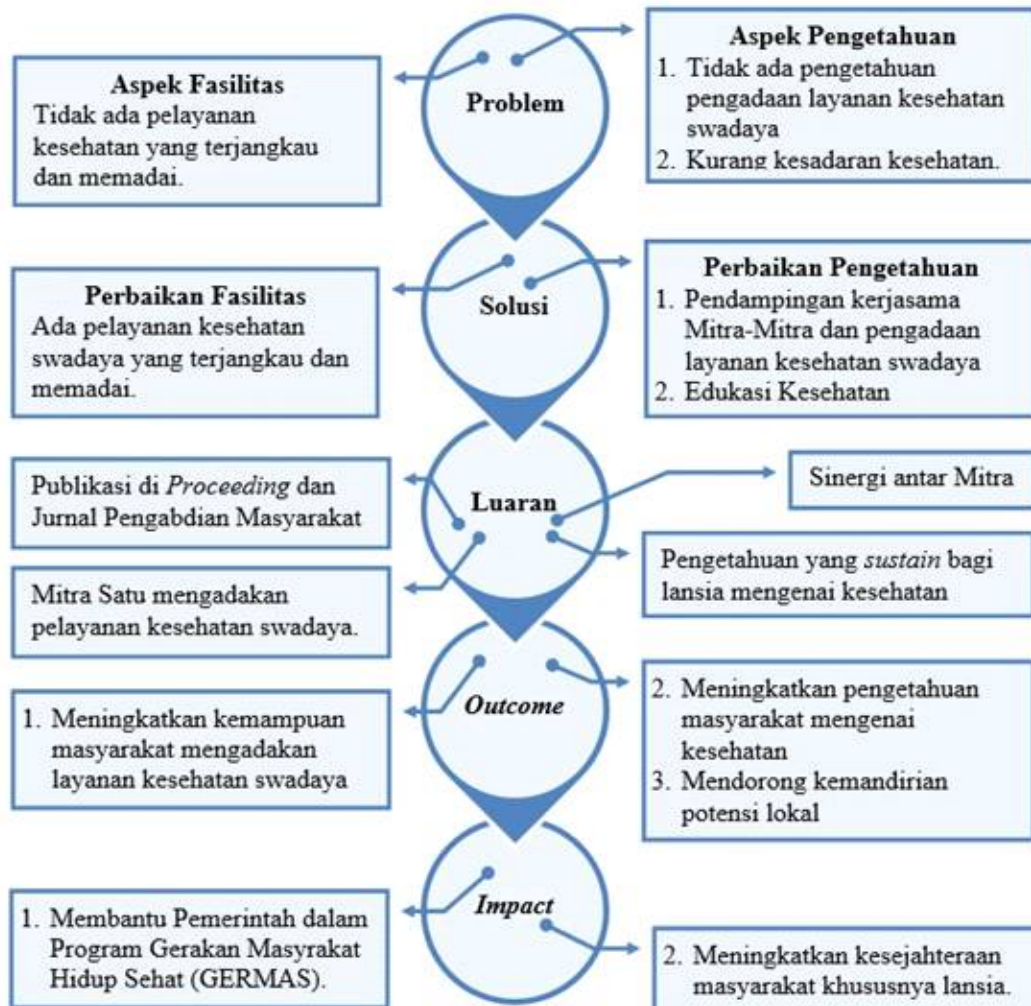 Aspek Fasilitas
Tidak ada pelayanan
kesehatan yang terjangkau
dan memadai.
Problem
Aspek Pengetahuan
1. Tidak ada pengetahuan
pengadaan layanan kesehatan
swadaya
2. Kurang kesadaran kesehatan.
Perbaikan Fasilitas
Ada pelayanan kesehatan
swadaya yang terjangkau dan
memadai.
Solusi
Perbaikan Pengetahuan
1. Pendampingan kerjasama
Mitra-Mitra dan pengadaan
layanan kesehatan swadaya
2. Edukasi Kesehatan
Publikasi di Proceeding dan
Jurnal Pengabdian Masyarakat
Mitra Satu mengadakan
pelayanan kesehatan swadaya.
Luaran
Sinergi antar Mitra
Pengetahuan yang sustain bagi
lansia mengenai kesehatan
1. Meningkatkan kemampuan
masyarakat mengadakan
layanan kesehatan swadaya
Outcome
2. Meningkatkan pengetahuan
masyarakat mengenai
kesehatan
3. Mendorong kemandirian
potensi lokal
1. Membantu Pemerintah dalam
Program Gerakan Masyrakat
Hidup Sehat (GERMAS).
Impact
2. Meningkatkan kesejahteraan
masyarakat khususnya lansia.